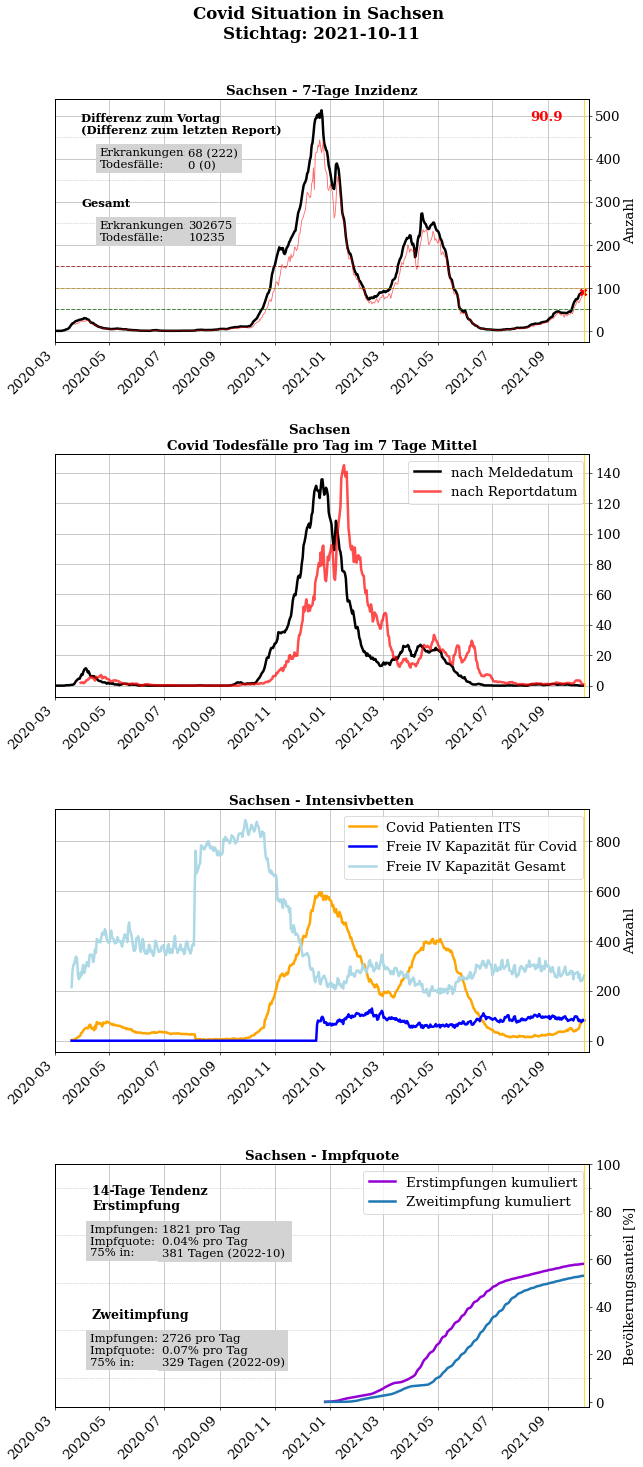 Covid Situation in Sachsen
Stichtag: 2021-10-11
Sachsen - 7-Tage Inzidenz
Differenz zum Vortag
(Differenz zum letzten Report)
90.9
Erkrankungen 68 (222)
Todesfälle: 0 (0)
Gesamt
Erkrankungen 302675
Todesfälle: 10235
500
400
300
200
100
0
Anzahl
2020-03 2020-05 2020-07 2020-09 2020-11 2021-01 2021-03 2021-05 2021-07 2021-09
Sachsen
Covid Todesfälle pro Tag im 7 Tage Mittel
nach Meldedatum
nach Reportdatum
140
120
100
80
60
40
20
0
2020-03 2020-05 2020-07 2020-09 2020-11 2021-01 2021-03 2021-05 2021-07 2021-09
Sachsen - Intensivbetten
Covid Patienten ITS
Freie IV Kapazität für Covid
Freie IV Kapazität Gesamt
800
600
400
200
0
Anzahl
2020-03 2020-05 2020-07 2020-09 2020-11 2021-01 2021-03 2021-05 2021-07 2021-09
Sachsen - Impfquote
14-Tage Tendenz
Erstimpfung
Impfungen: 1821 pro Tag
Impfquote: 0.04% pro Tag
75% in: 381 Tagen (2022-10)
Zweitimpfung
Impfungen: 2726 pro Tag
Impfquote: 0.07% pro Tag
75% in: 329 Tagen (2022-09)
Erstimpfungen kumuliert
Zweitimpfung kumuliert
100
80
60
40
20
0
Bevölkerungsanteil [%]
2020-03 2020-05 2020-07 2020-09 2020-11 2021-01 2021-03 2021-05 2021-07 2021-09